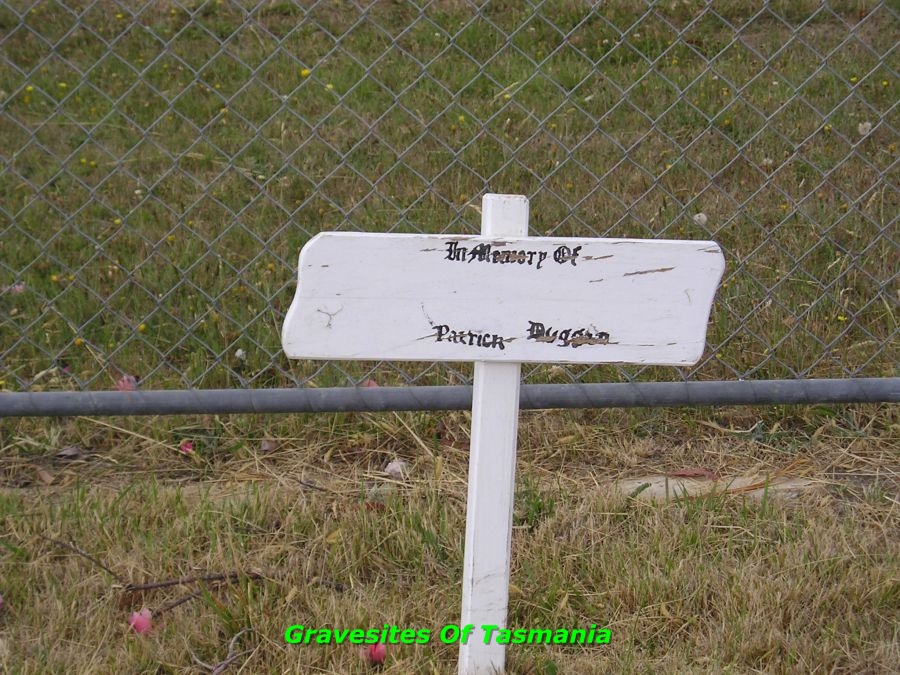 In Memory Of
Patrick Duggan
Gravesites Of Tasmania